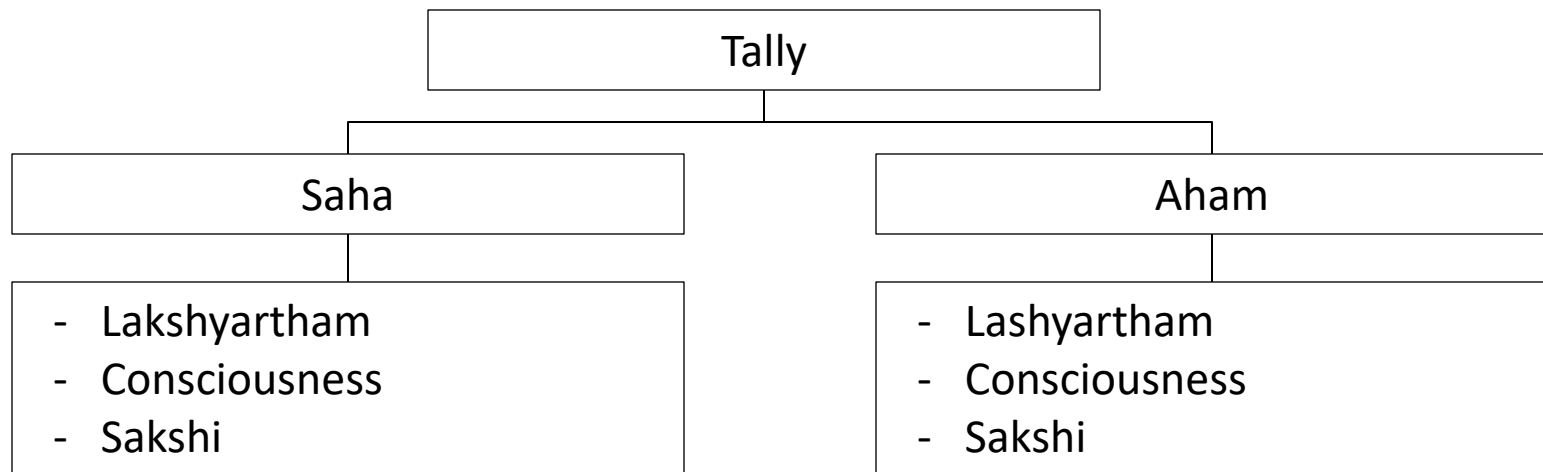 Tally
Saha
Aham
- Lakshyartham
- Consciousness
- Sakshi
- Lashyartham
- Consciousness
- Sakshi